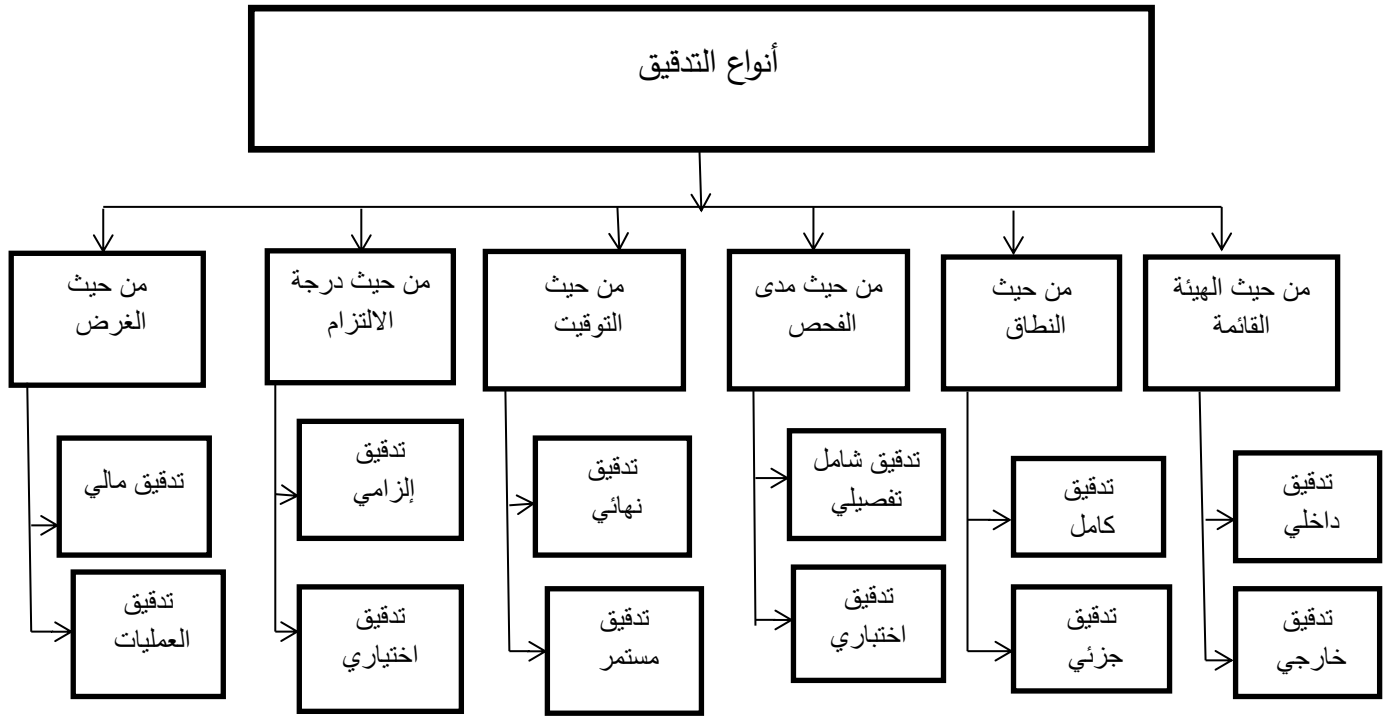 أنواع التدقيق
من حيث الهيئة
القائمة
من حيث
النطاق
من حيث مدى
الفحص
من حيث
التوقيت
من حيث درجة
الالتزام
من حيث
الغرض
تدقيق
داخلي
تدقيق
خارجي
تدقيق
كامل
تدقيق
جزئي
تدقيق شامل
تفصيلي
تدقيق
اختباري
تدقيق
نهائي
تدقيق
مستمر
تدقيق
إلزامي
تدقيق
اختياري
تدقيق مالي
تدقيق
العمليات